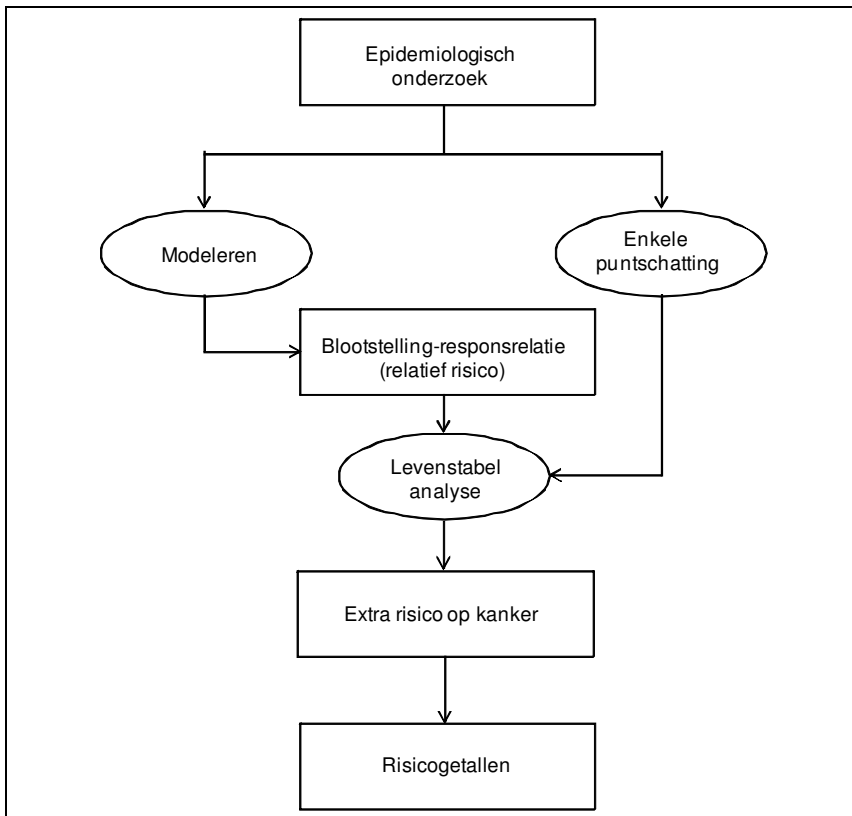 Epidemiologisch
onderzoek
Modeleren
Enkele
puntschatting
Blootstelling-responsrelatie
(relatief risico)
Levenstabel
analyse
Extra risico op kanker
Risicogetallen